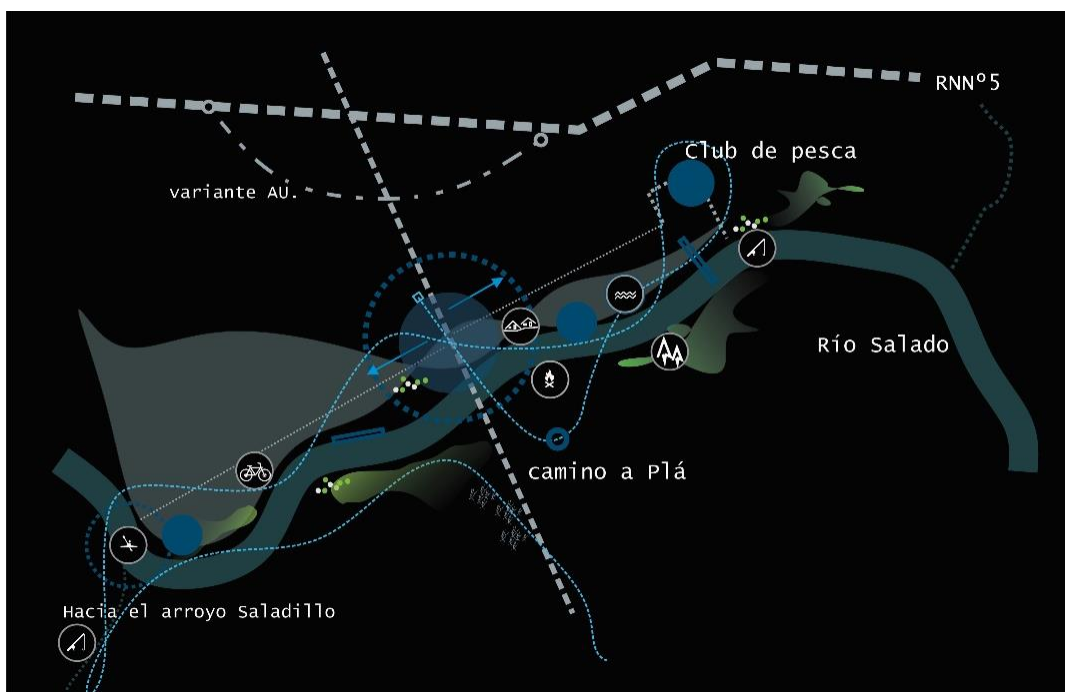 RNNº5
Club de pesca
variante AU.
Río Salado
camino a Plá
Hacia el arroyo Saladillo